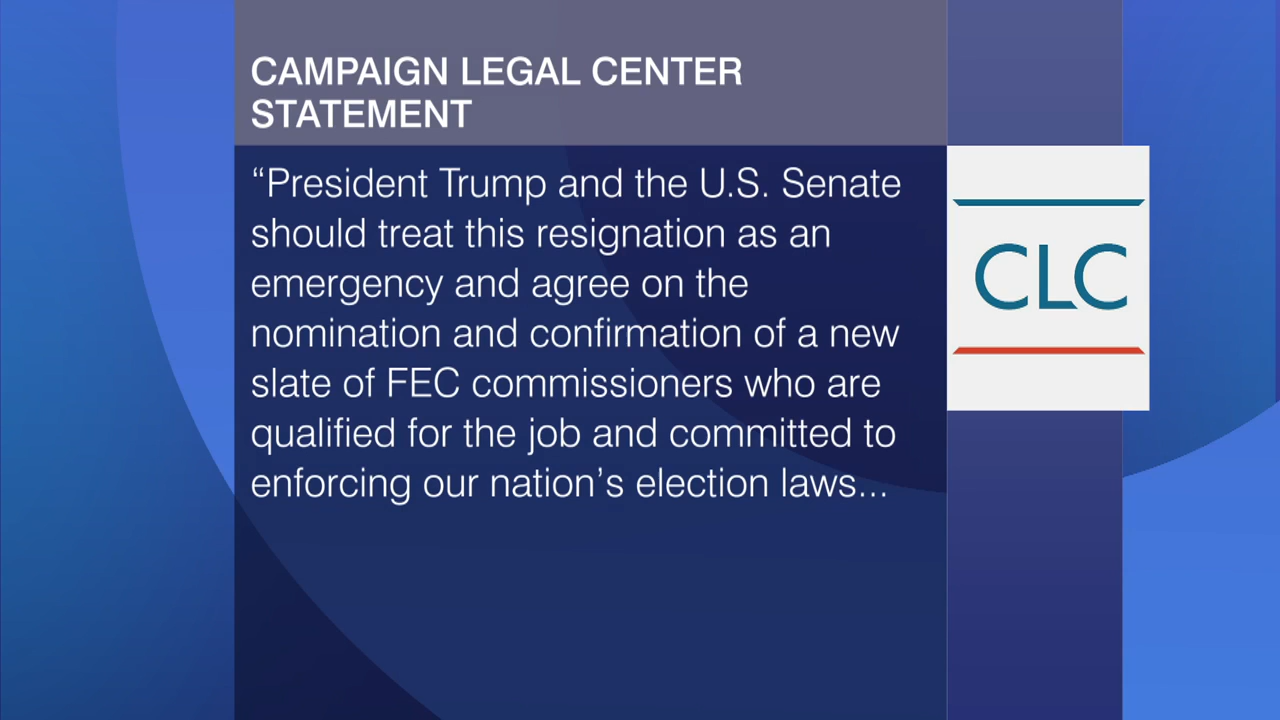 CAMPAIGN LEGAL CENTER
STATEMENT
“President Trump and the U.S. Senate
should treat this resignation as an
emergency and agree on the
nomination and confirmation of a new
slate of FEC commissioners who are
qualified for the job and committed to
enforcing our nation’s election laws...
CLC